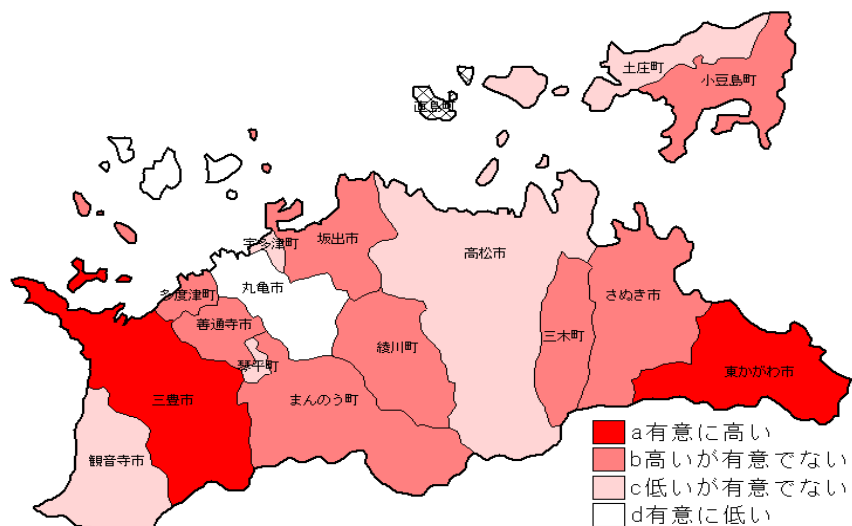 土庄町
小豆島町
直島町
宇多津町
坂出市
高松市
丸亀市
多度津町
さぬき市
善通寺市
三木町
綾川町
琴平町
東かがわ市
三豊市
まんのう町
観音寺市
a有意に高い
b高いが有意でない
c低いが有意でない
d有意に低い